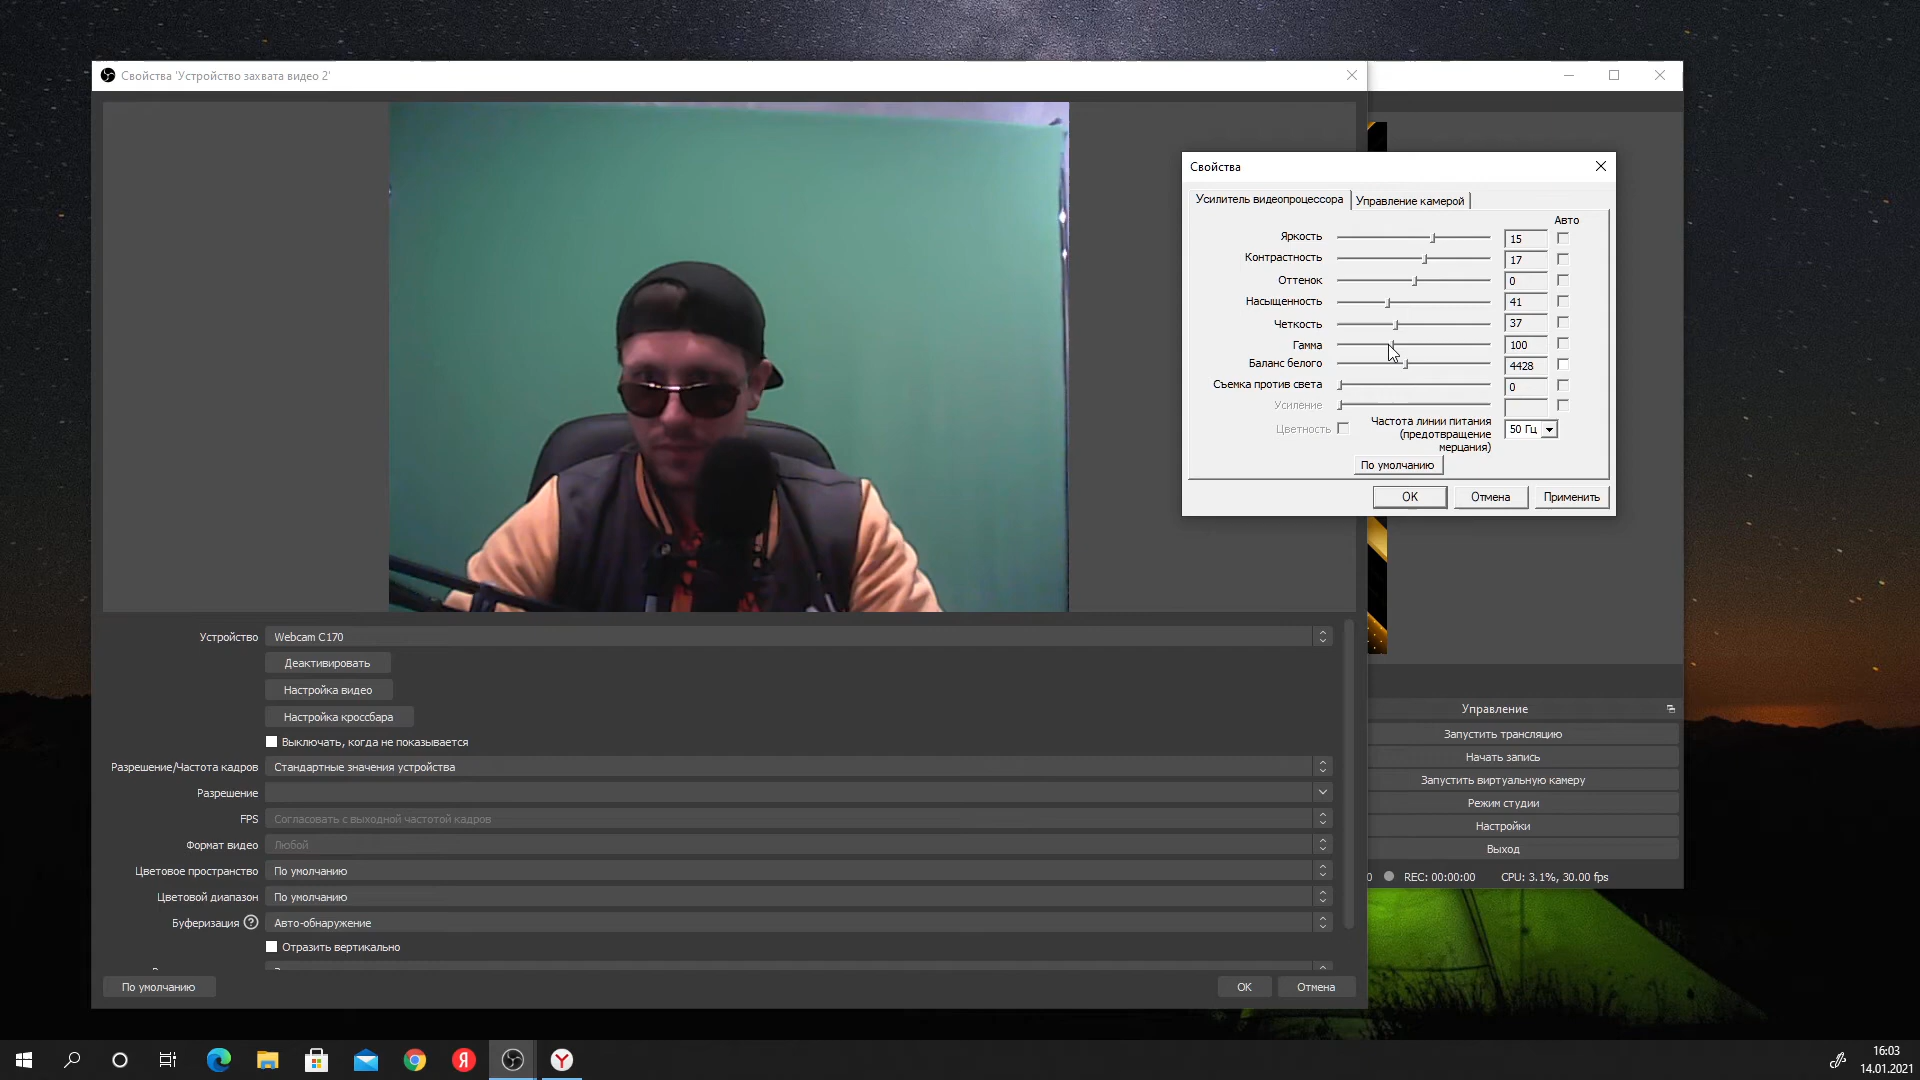 Свойства 'Устройство захвата видео 2'
Свойства
Усилитель видеопроцессора
Управление камерой
Авто
Яркость 15
Контрастность 17
Оттенок 0
Насыщенность 41
Четкость 37
Гамма 100
Баланс белого 4428
Съемка против света 0
Усиление
Цветность
Частота линии питания
(предотвращение
мерцания)
50 Гц
По умолчанию
OK
Отмена
Применить
Устройство Webcam C170
Деактивировать
Настройка видео
Настройка кроссбара
Выключать, когда не показывается
Разрешение/Частота кадров Стандартные значения устройства
Разрешение
FPS Согласовать с выходной частотой кадров
Формат видео Любой
Цветовое пространство По умолчанию
Цветовой диапазон По умолчанию
Буферизация ? Авто-обнаружение
Отразить вертикально
По умолчанию
OK
Отмена
Управление
Запустить трансляцию
Начать запись
Запустить виртуальную камеру
Режим студии
Настройки
Выход
0 REC: 00:00:00 CPU: 3.1%, 30.00 fps
Я
Y
16:03
14.01.2021